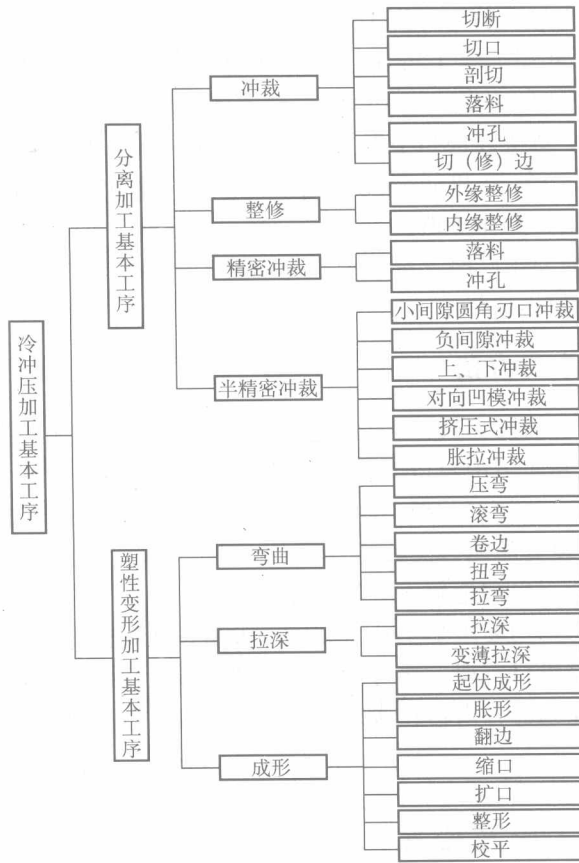 冷冲压加工基本工序
分离加工基本工序
冲裁
切断
切口
剖切
落料
冲孔
切（修）边
整修
外缘整修
内缘整修
精密冲裁
落料
冲孔
半精密冲裁
小间隙圆角刃口冲裁
负间隙冲裁
上、下冲裁
对向凹模冲裁
挤压式冲裁
胀拉冲裁
塑性变形加工基本工序
弯曲
压弯
滚弯
卷边
扭弯
拉弯
拉深
拉深
变薄拉深
成形
起伏成形
胀形
翻边
缩口
扩口
整形
校平